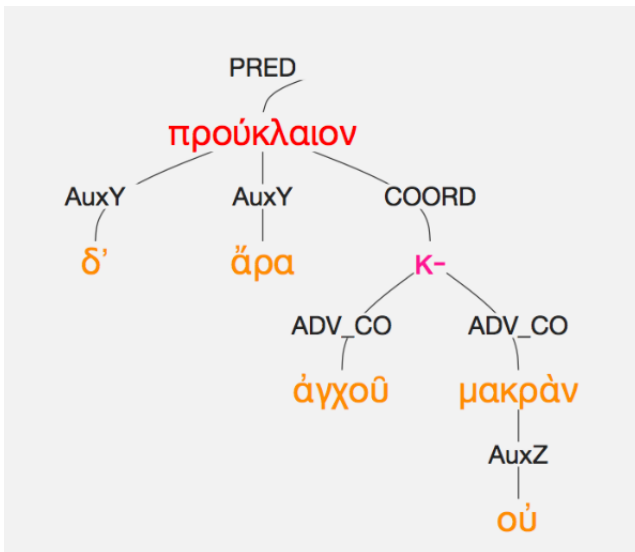 PRED
προύκλαιον
AuxY AuxY COORD
δ' ἄρα κ-
ADV_CO ADV_CO
ἀγχοῦ μακρὰν
AuxZ
οὐ